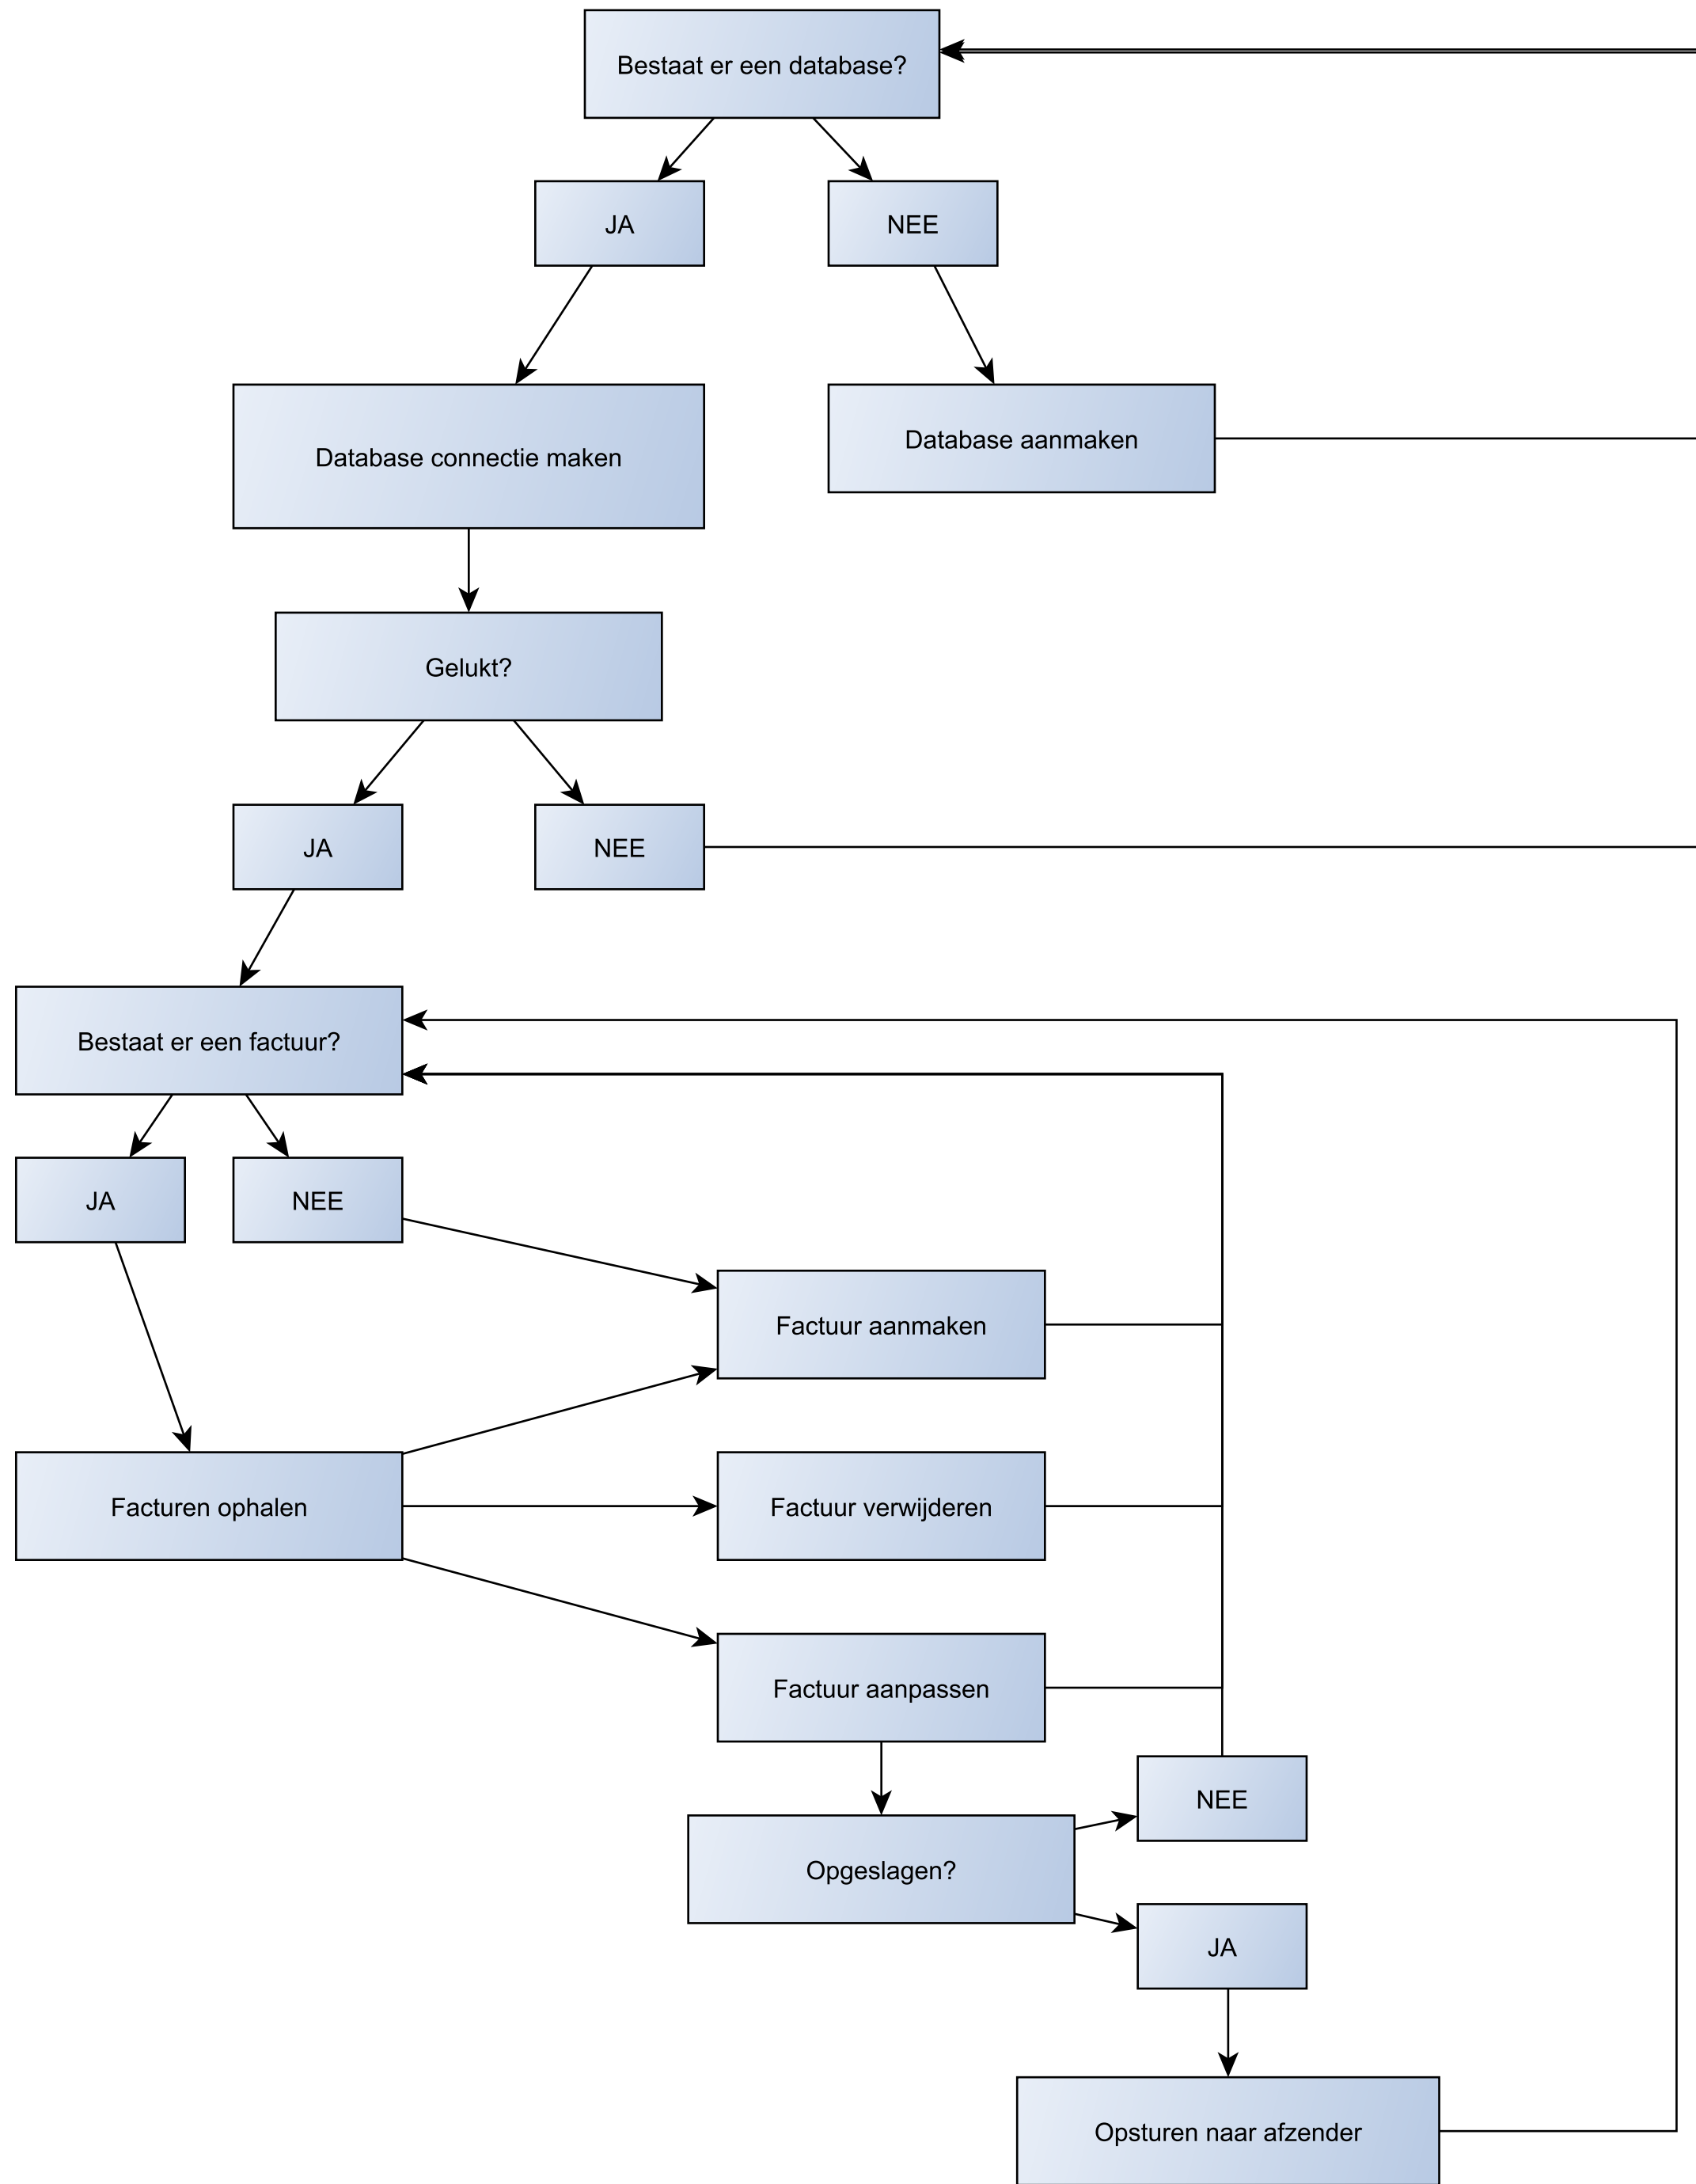 Bestaat er een database?
JA
NEE
Database connectie maken
Database aanmaken
Gelukt?
JA
NEE
Bestaat er een factuur?
JA
NEE
Factuur aanmaken
Facturen ophalen
Factuur verwijderen
Factuur aanpassen
NEE
Opgeslagen?
JA
Opsturen naar afzender